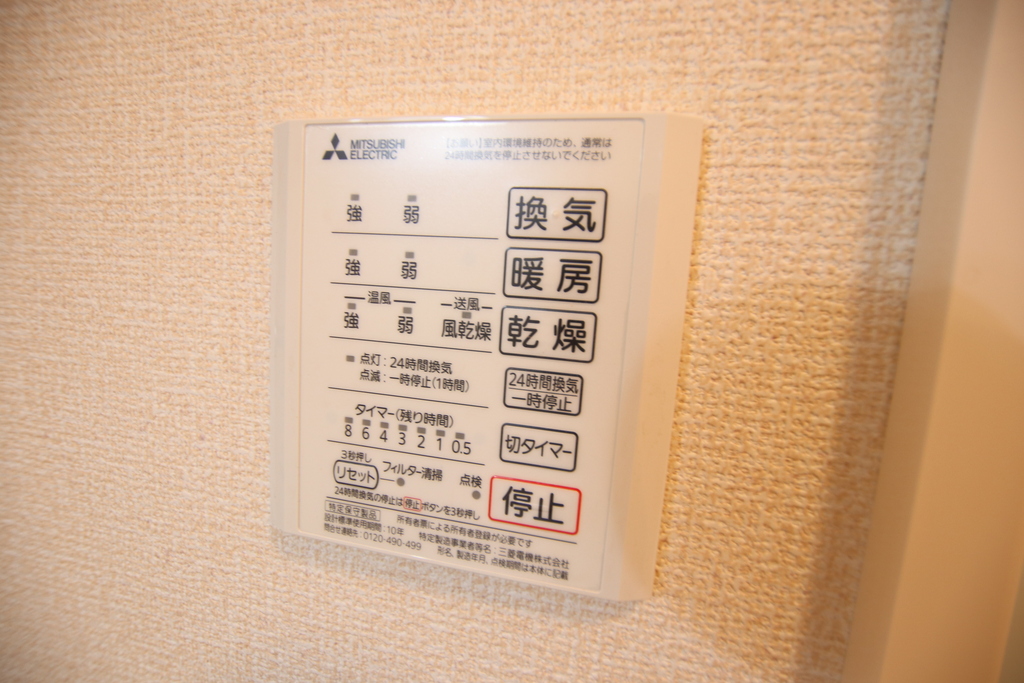 MITSUBISHI
ELECTRIC
【お願い】室内環境維持のため、通常は
24時間換気を停止させないでください
強 弱 換気
強 弱 暖房
温風 送風
強 弱 風乾燥 乾燥
点灯:24時間換気
点滅:一時停止(1時間)
24時間換気
一時停止
タイマー(残り時間)
8 6 4 3 2 1 0.5
切タイマー
3秒押し
リセット フィルター清掃 点検
停止
24時間換気の停止は停止ボタンを3秒押し
特定保守製品 所有者票による所有者登録が必要です
設計標準使用期間:10年 特定製造事業者等名:三菱電機株式会社
問合せ連絡先:0120-490-499 形名、製造年月、点検期間は本体に記載